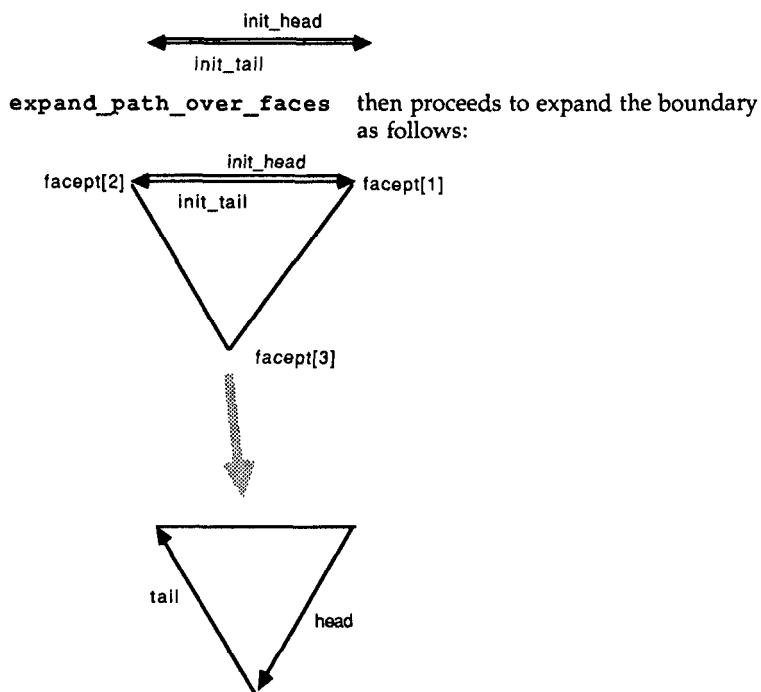 init_head
init_tail
expand_path_over_faces then proceeds to expand the boundary
as follows:
init_head
facept[2] facept[1]
init_tail
facept[3]
tail
head